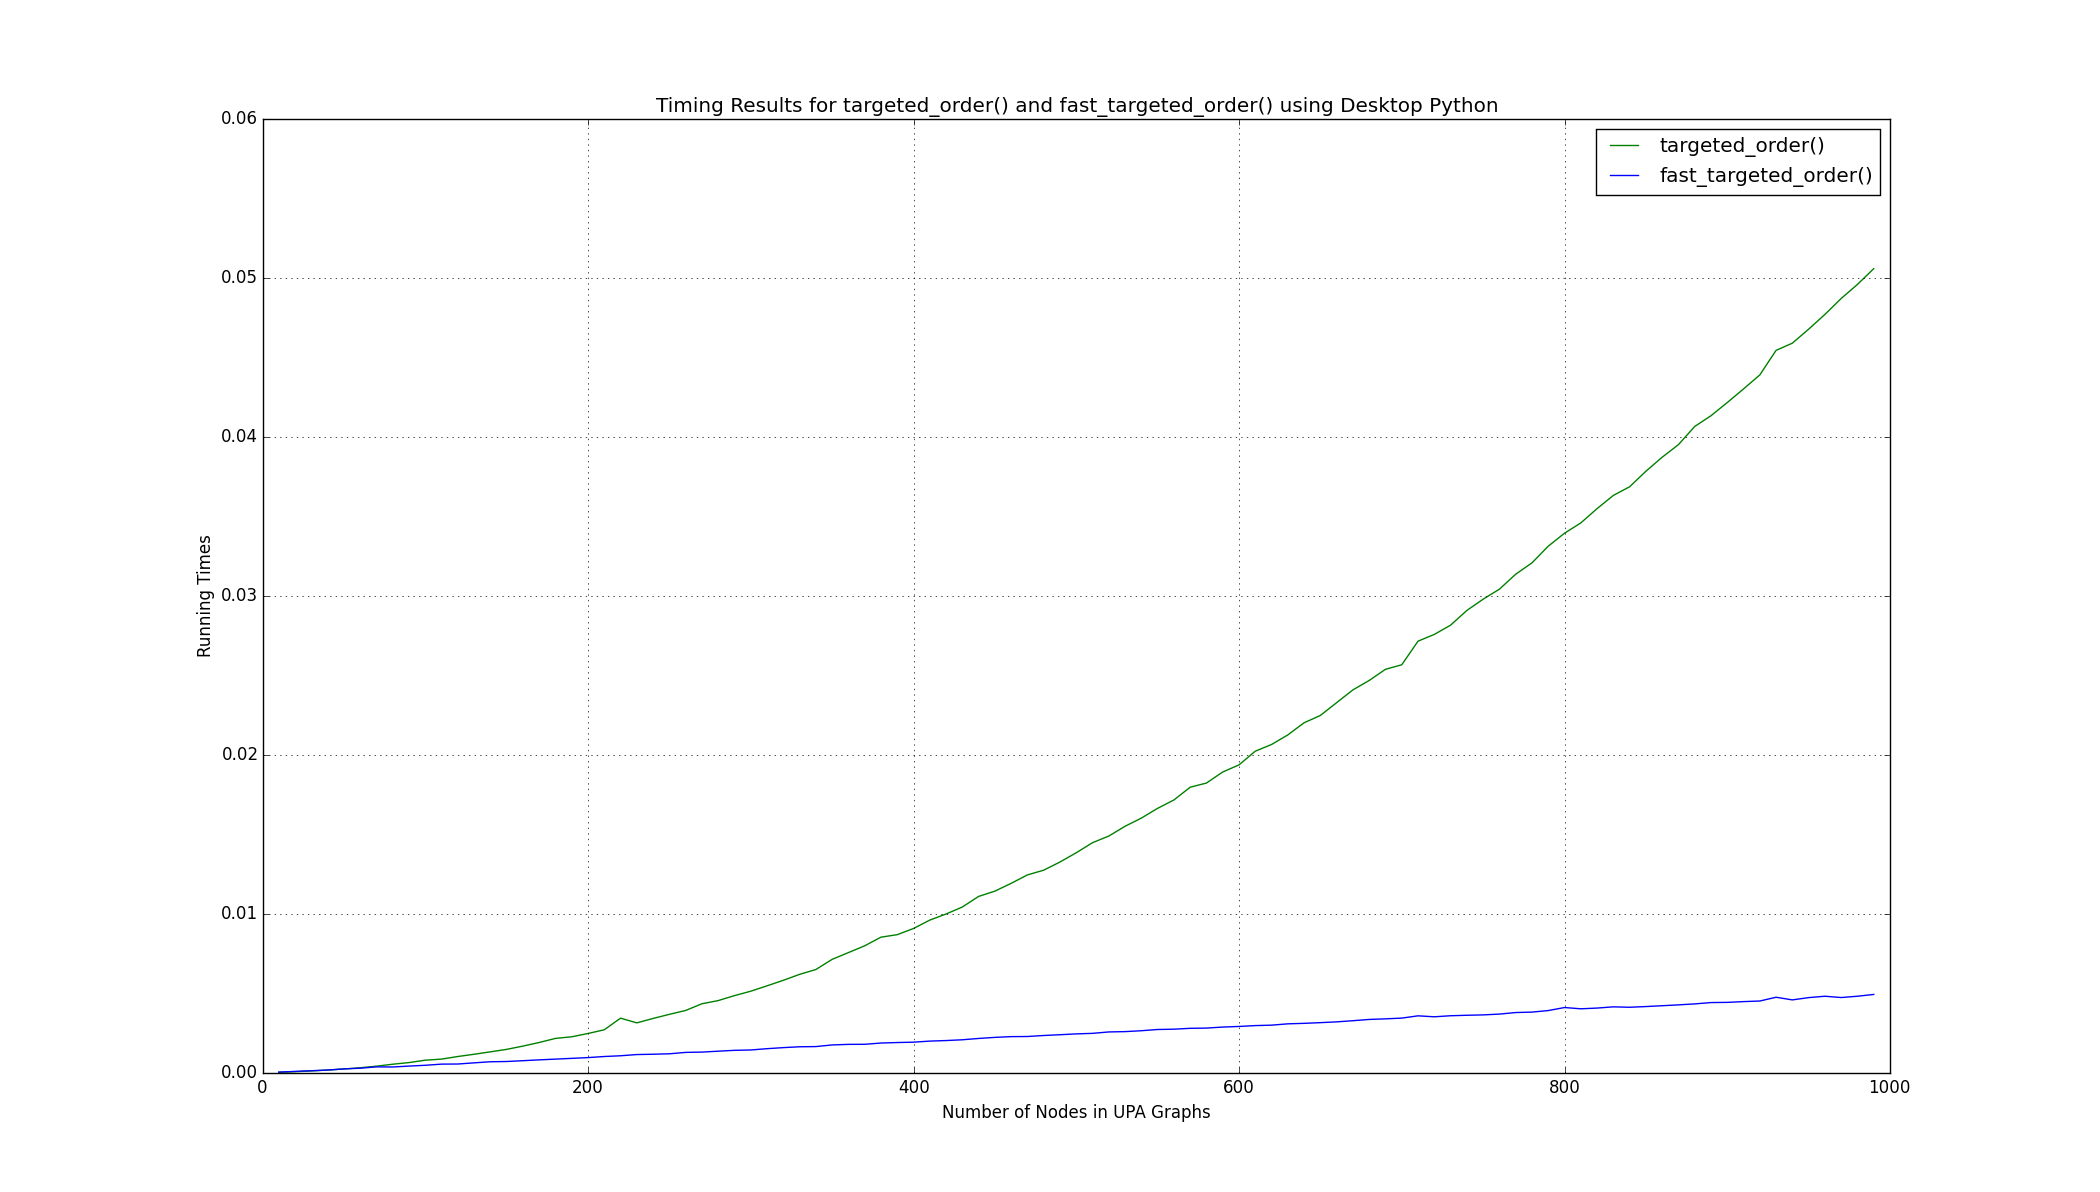 Timing Results for targeted_order() and fast_targeted_order() using Desktop Python
targeted_order()
fast_targeted_order()
0.06
0.05
0.04
0.03
0.02
0.01
0.00
Running Times
0 200 400 600 800 1000
Number of Nodes in UPA Graphs